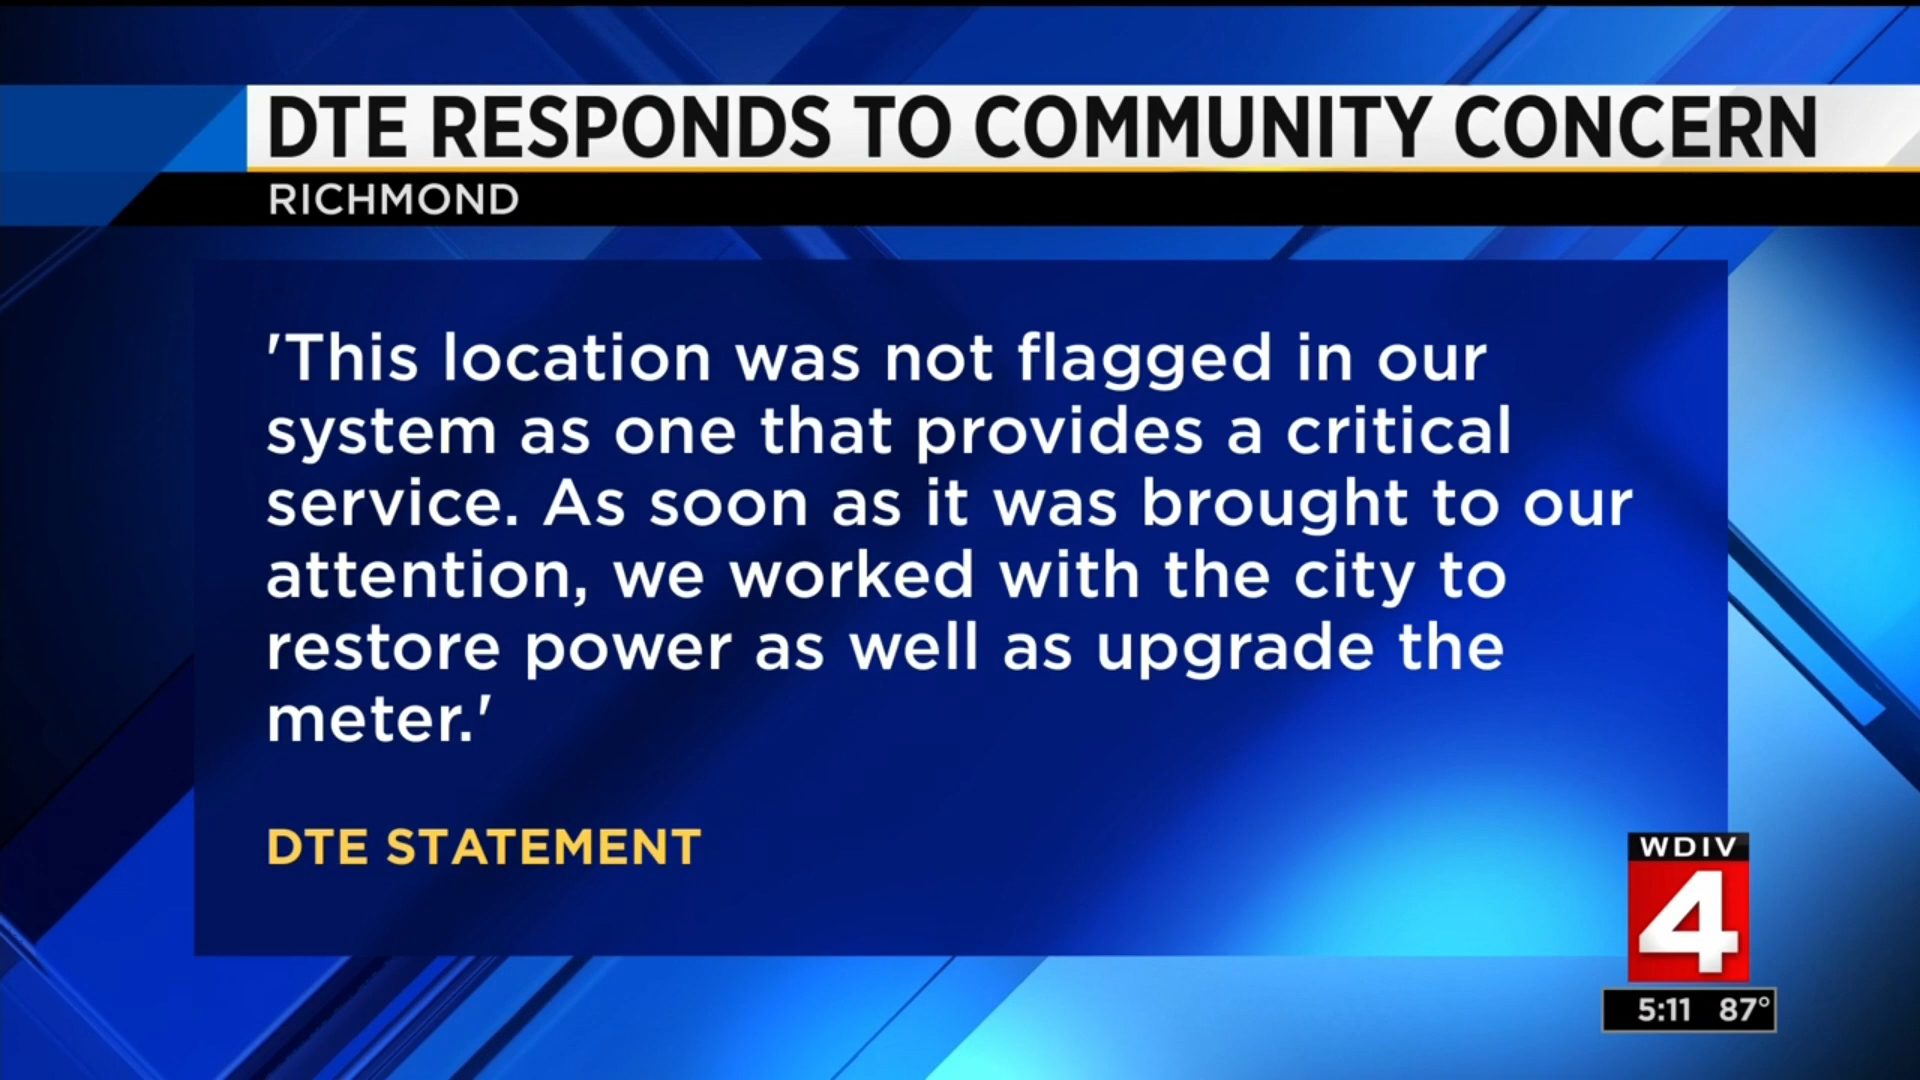 DTE RESPONDS TO COMMUNITY CONCERN
RICHMOND
'This location was not flagged in our
system as one that provides a critical
service. As soon as it was brought to our
attention, we worked with the city to
restore power as well as upgrade the
meter.'
DTE STATEMENT
WDIV
4
5:11 87°